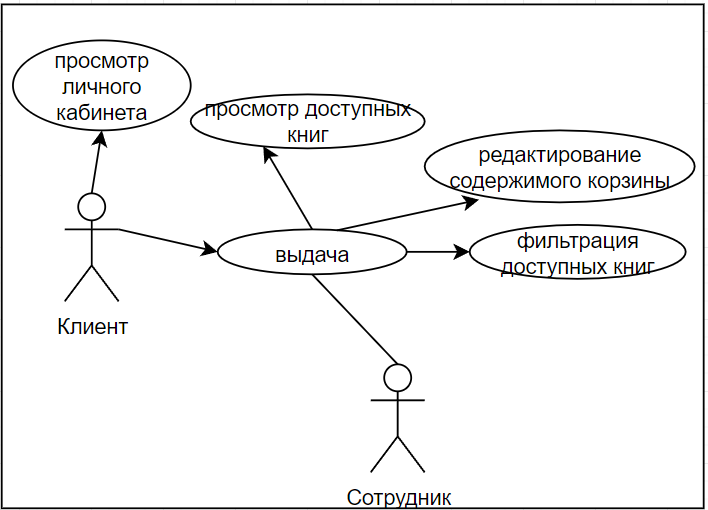 просмотр
личного
кабинета
просмотр доступных
книг
редактирование
содержимого корзины
выдача
фильтрация
доступных книг
Клиент
Сотрудник